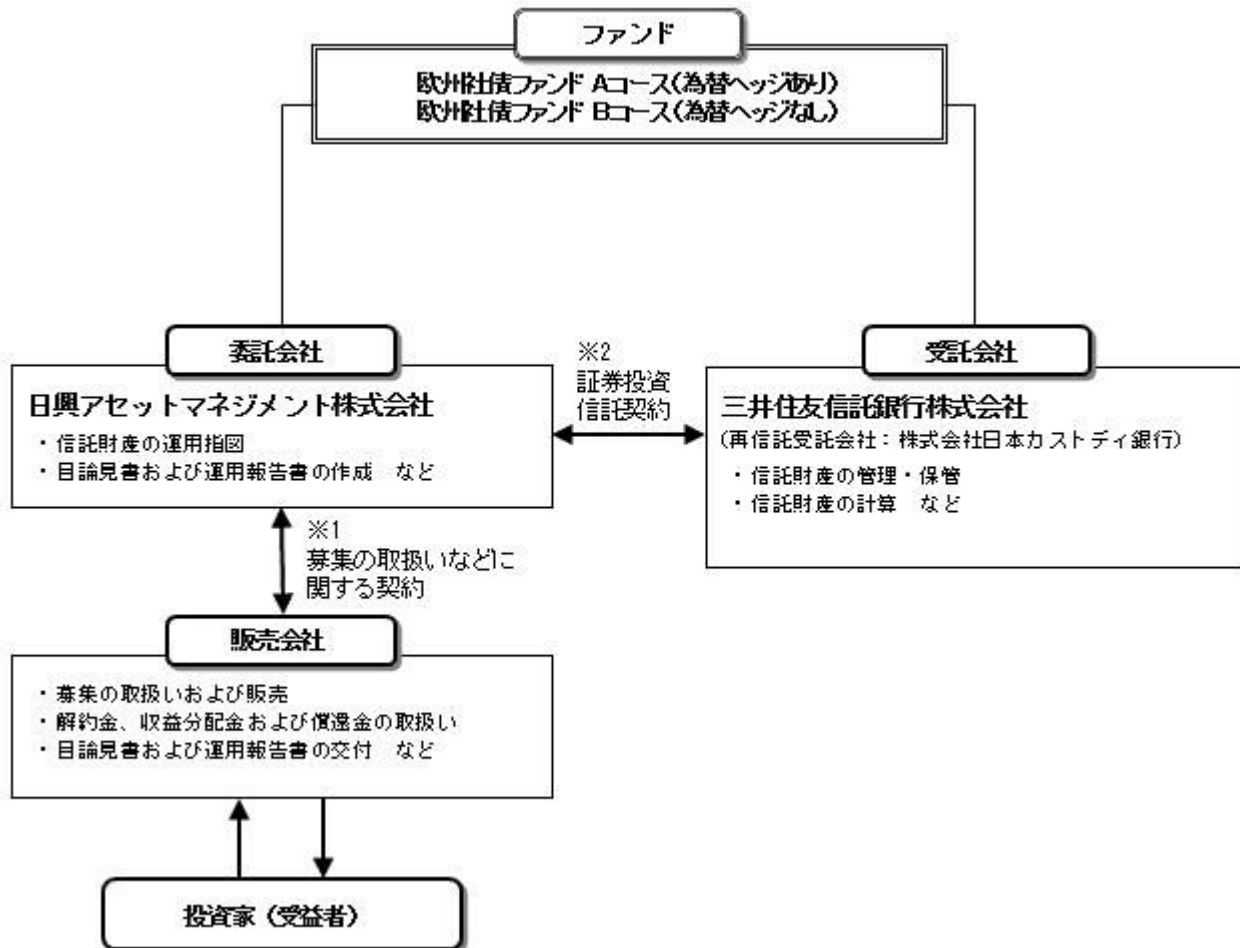 ファンド
欧州社債ファンド Aコース(為替ヘッジあり)
欧州社債ファンド Bコース(為替ヘッジなし)
委託会社
日興アセットマネジメント株式会社
・信託財産の運用指図
・目論見書および運用報告書の作成 など
※2
証券投資
信託契約
受託会社
三井住友信託銀行株式会社
(再信託受託会社：株式会社日本カストディ銀行)
・信託財産の管理・保管
・信託財産の計算 など
※1
募集の取扱いなどに
関する契約
販売会社
・募集の取扱いおよび販売
・解約金、収益分配金および償還金の取扱い
・目論見書および運用報告書の交付 など
投資家（受益者）